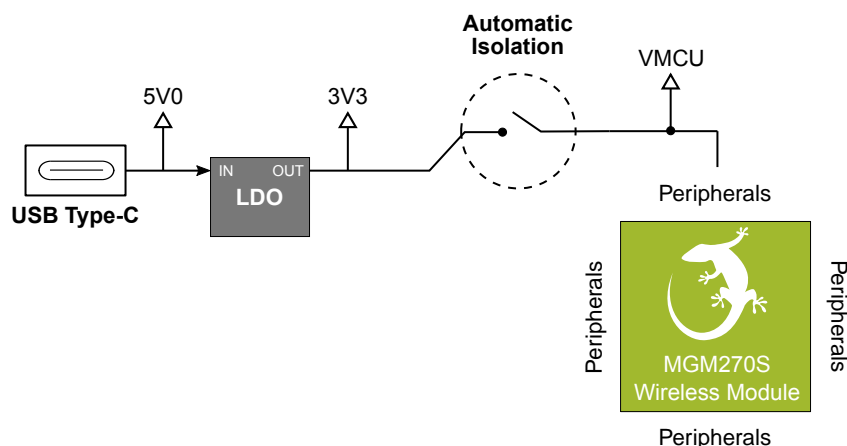 Automatic
Isolation
VMCU
5V0
3V3
IN
OUT
LDO
USB Type-C
Peripherals
Peripherals
Peripherals
MGM270S
Wireless Module
Peripherals